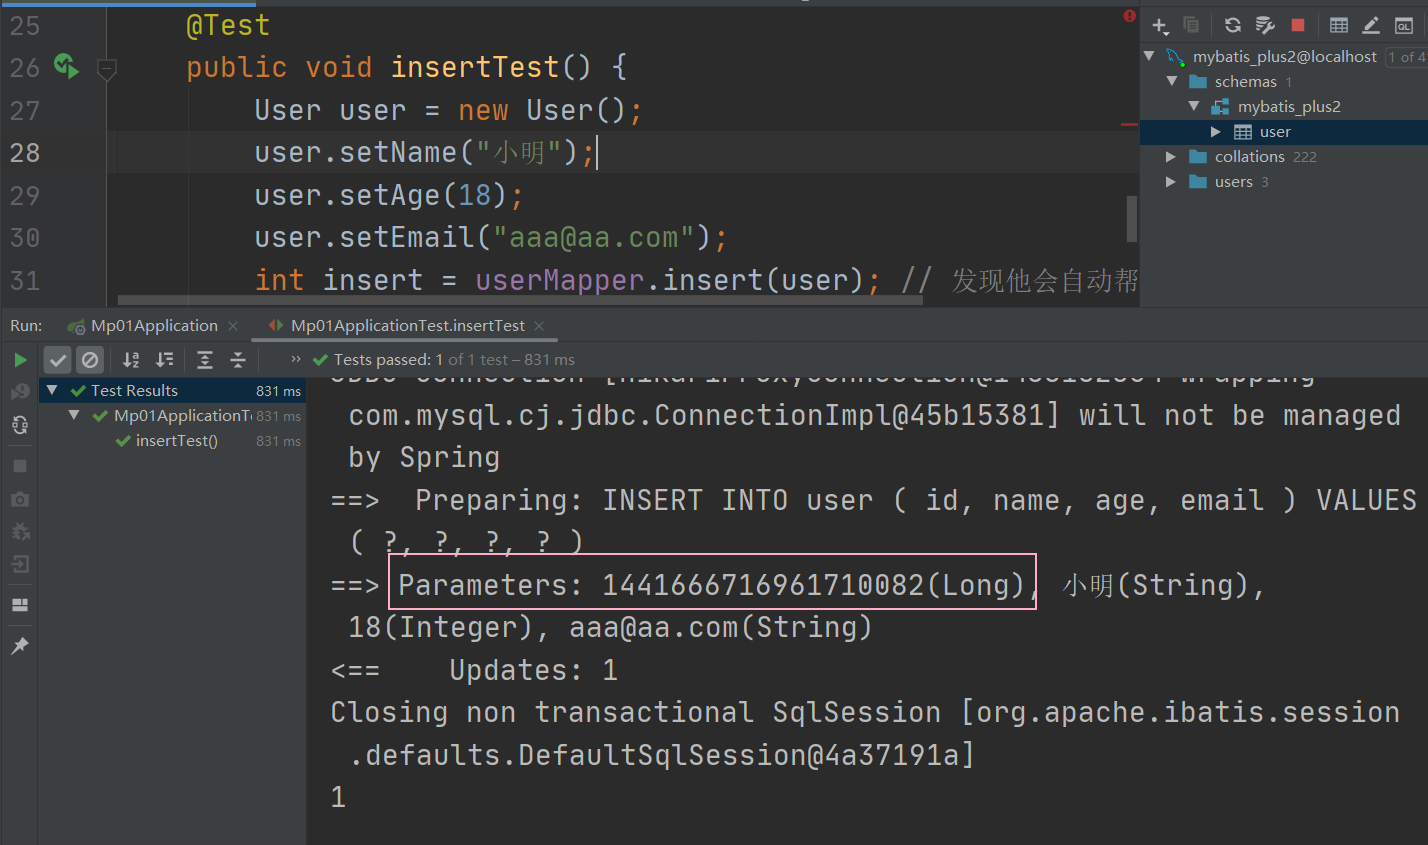 25 @Test
26 public void insertTest() {
27 User user = new User();
28 user.setName("小明");
29 user.setAge(18);
30 user.setEmail("aaa@aa.com");
31 int insert = userMapper.insert(user); // 发现他会自动帮
QL
mybatis_plus2@localhost 1 of 4
schemas 1
mybatis_plus2
user
collations 222
users 3
Run: Mp01Application × Mp01ApplicationTest.insertTest ×
» Tests passed: 1 of 1 test – 831 ms
Test Results 831 ms
Mp01ApplicationTe 831 ms
insertTest() 831 ms
com.mysql.cj.jdbc.ConnectionImpl@45b15381] will not be managed
by Spring
==>  Preparing: INSERT INTO user ( id, name, age, email ) VALUES
( ?, ?, ?, ? )
==> Parameters: 1441666716961710082(Long), 小明(String),
18(Integer), aaa@aa.com(String)
<==    Updates: 1
Closing non transactional SqlSession [org.apache.ibatis.session
.defaults.DefaultSqlSession@4a37191a]
1